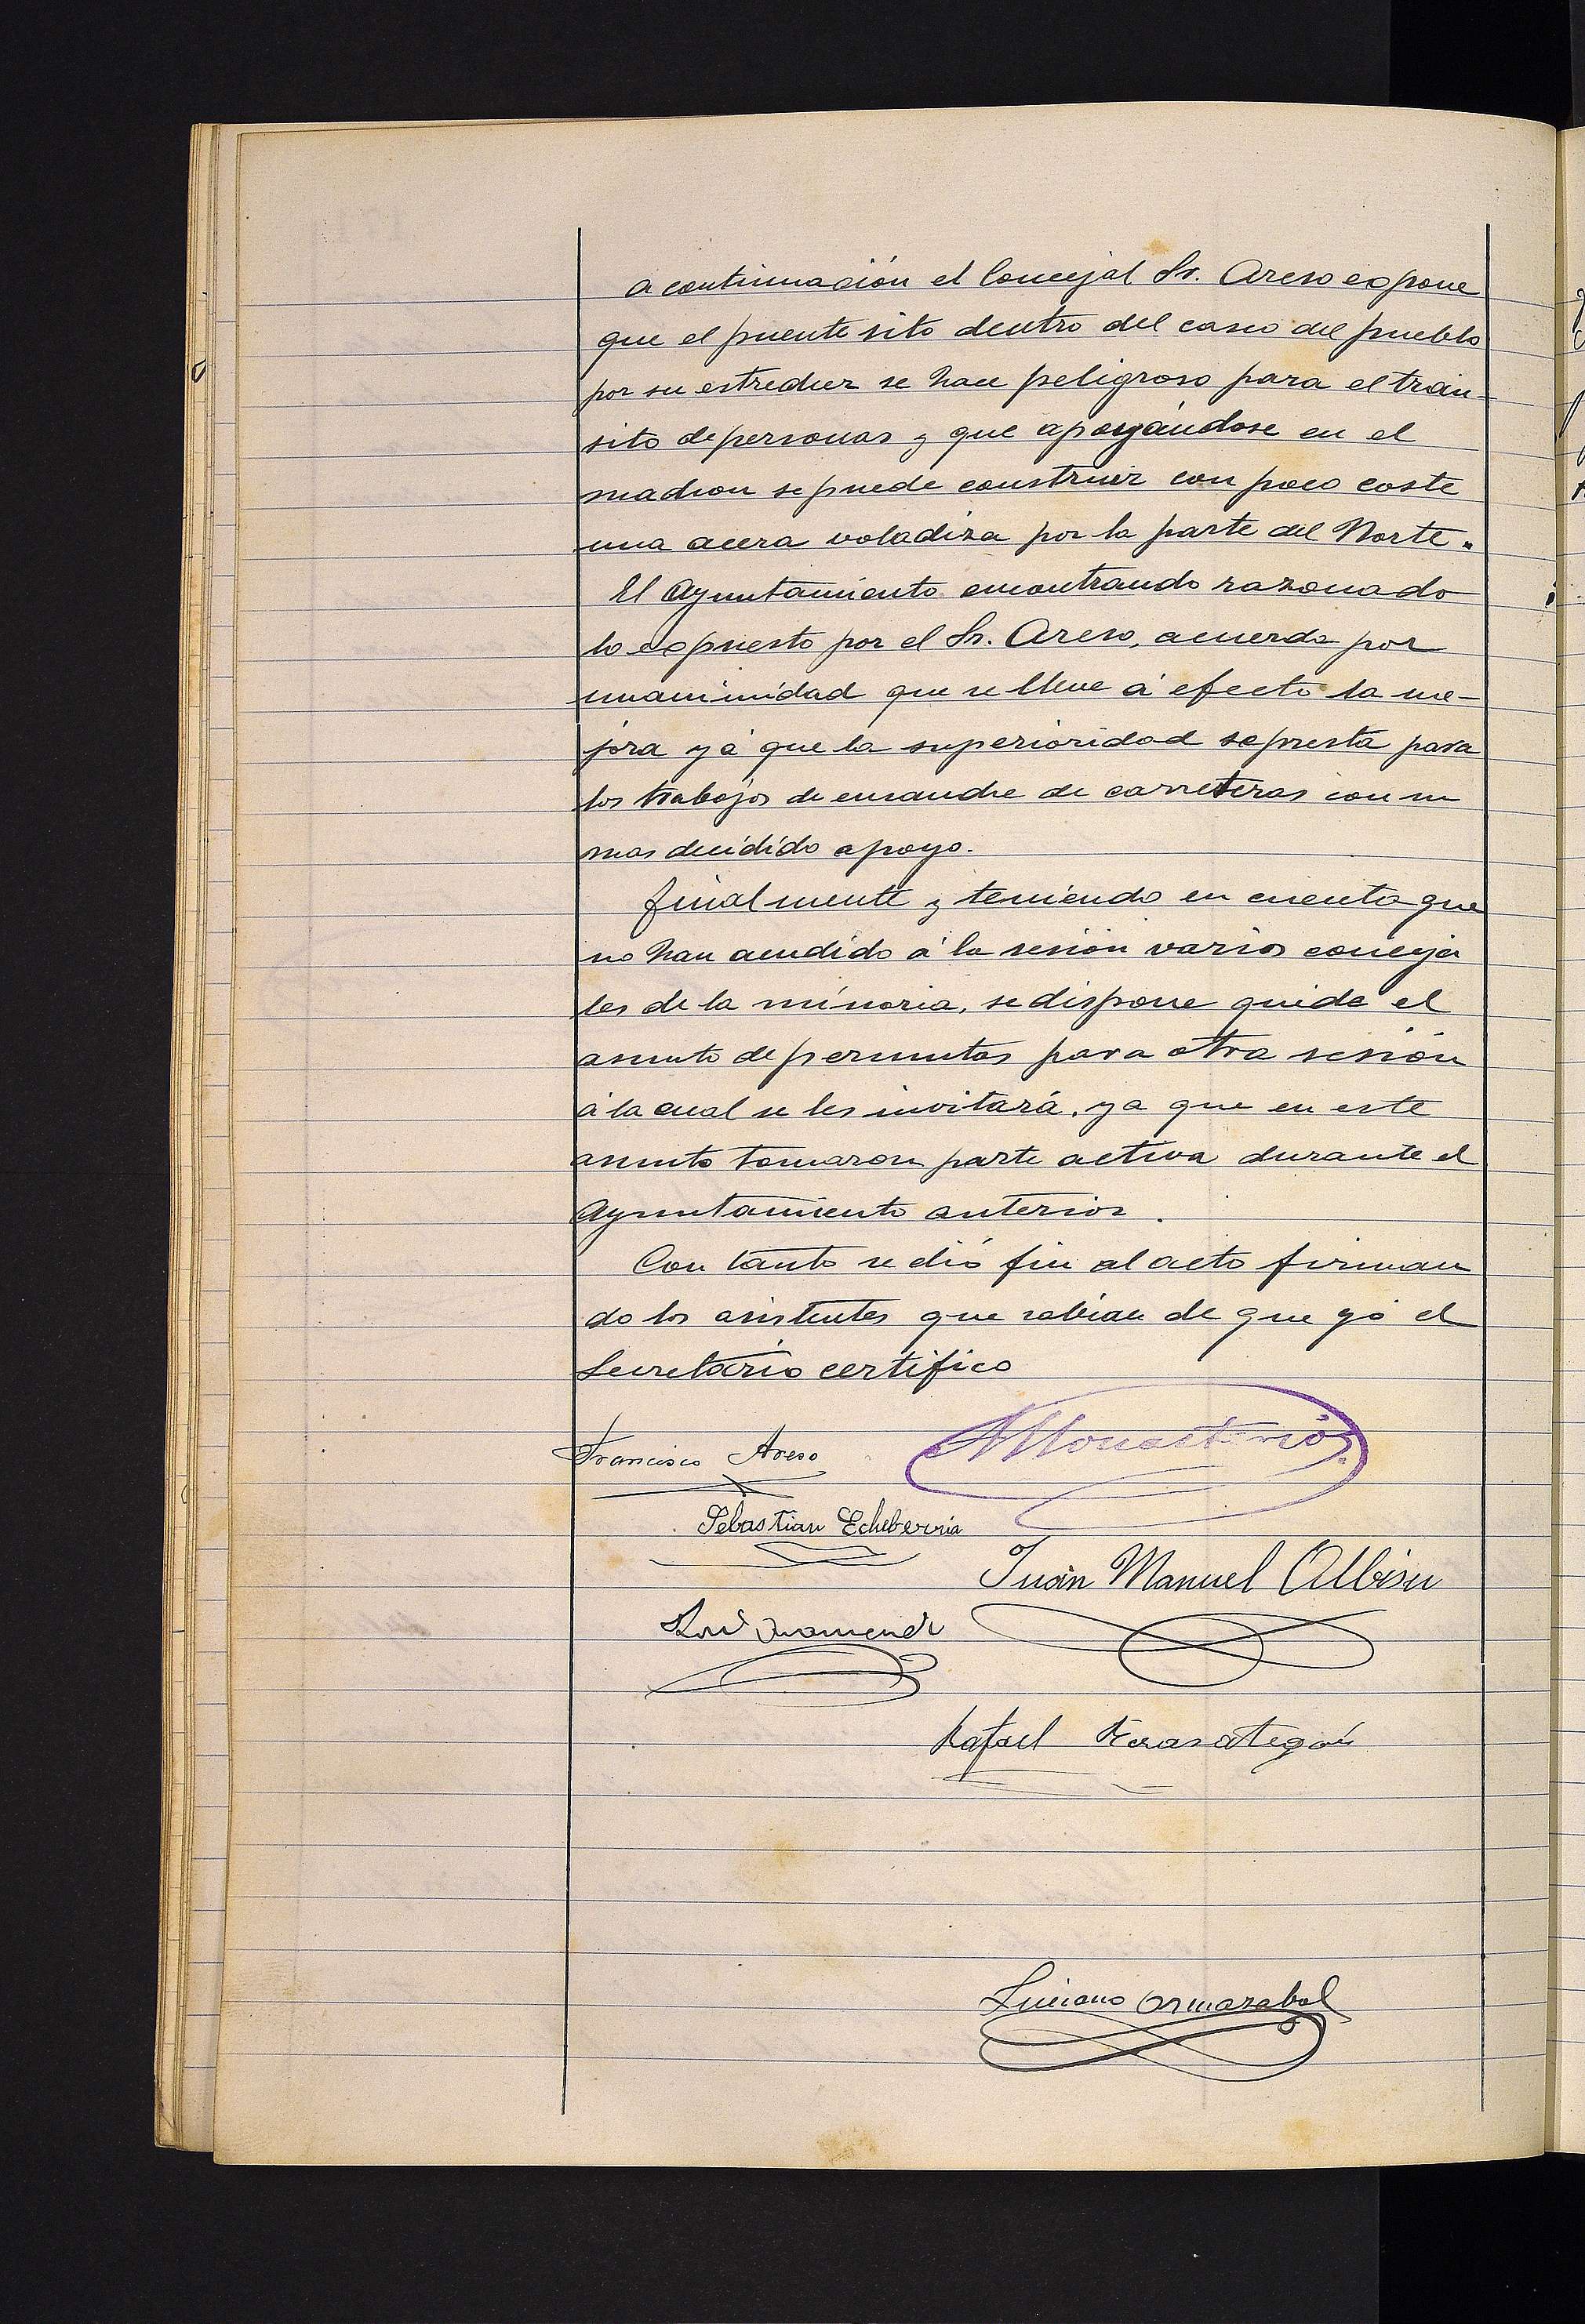 a continuación el Concejal Sr. Areso expone
que el puente sito dentro del casco del pueblo
por su estrechez se hace peligroso para el trán-
sito de personas y que apoyándose en el
machon se puede construir con poco coste
una acera voladiza por la parte del Norte.
El Ayuntamiento encontrando razonado
lo expuesto por el Sr. Areso, acuerda por
unanimidad que se lleve á efecto la me-
jora yá que la superioridad se presta para
los trabajos de ensanche de carreteras con su
mas decidido apoyo.
Finalmente y teniendo en cuenta que
no han acudido á la sesión varios conceja
les de la minoria, se dispone quede el
asunto de permutas para otra sesión
á la cual se les invitará, ya que en este
asunto tomaron parte activa durante el
Ayuntamiento anterior.
Con tanto se dió fin al acto firman
do los asistentes que sabian de que yó el
Secretario certifico
Francisco Areso
A Monasterio
Sebastian Echeberria
Juan Manuel Albisu
Rafael
Luciano Ormazabal